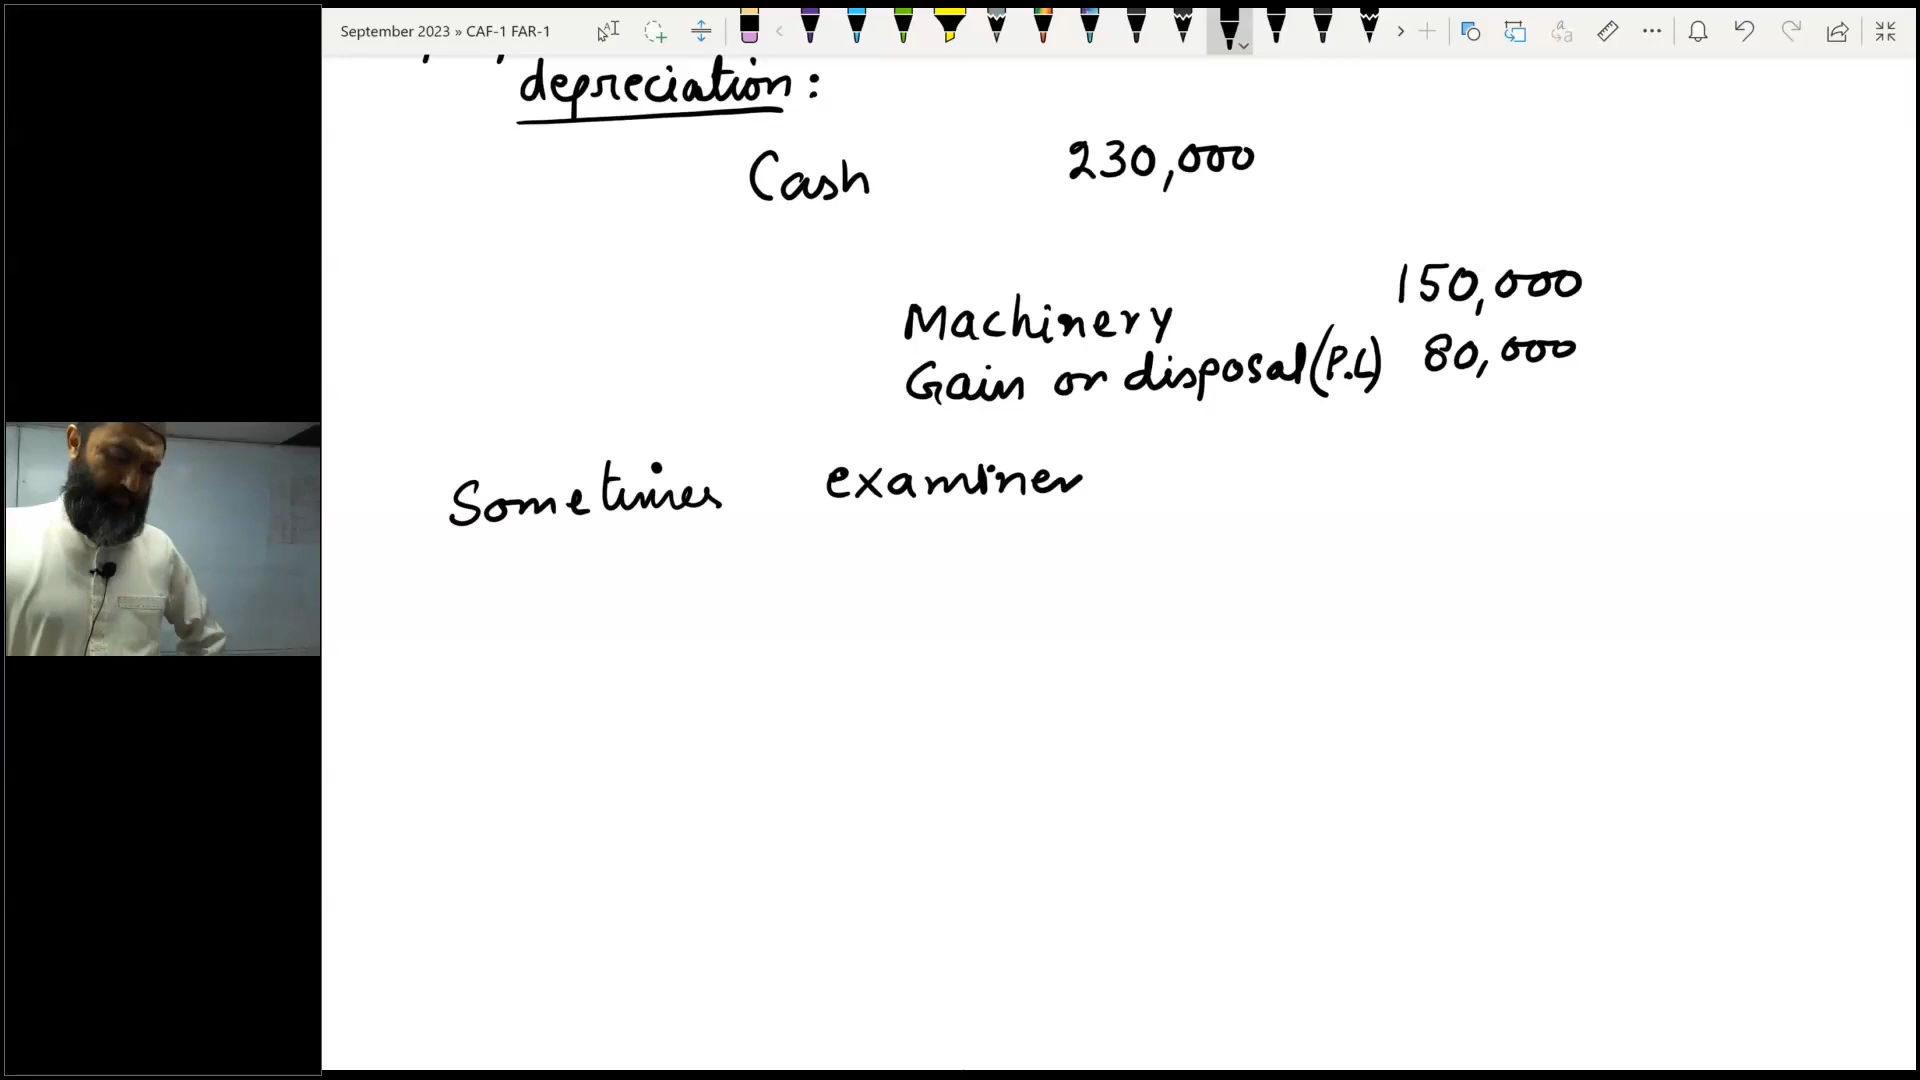 September 2023 » CAF-1 FAR-1
depreciation:
Cash 230,000
Machinery 150,000
Gain on disposal (P.L) 80,000
Sometimes examiner